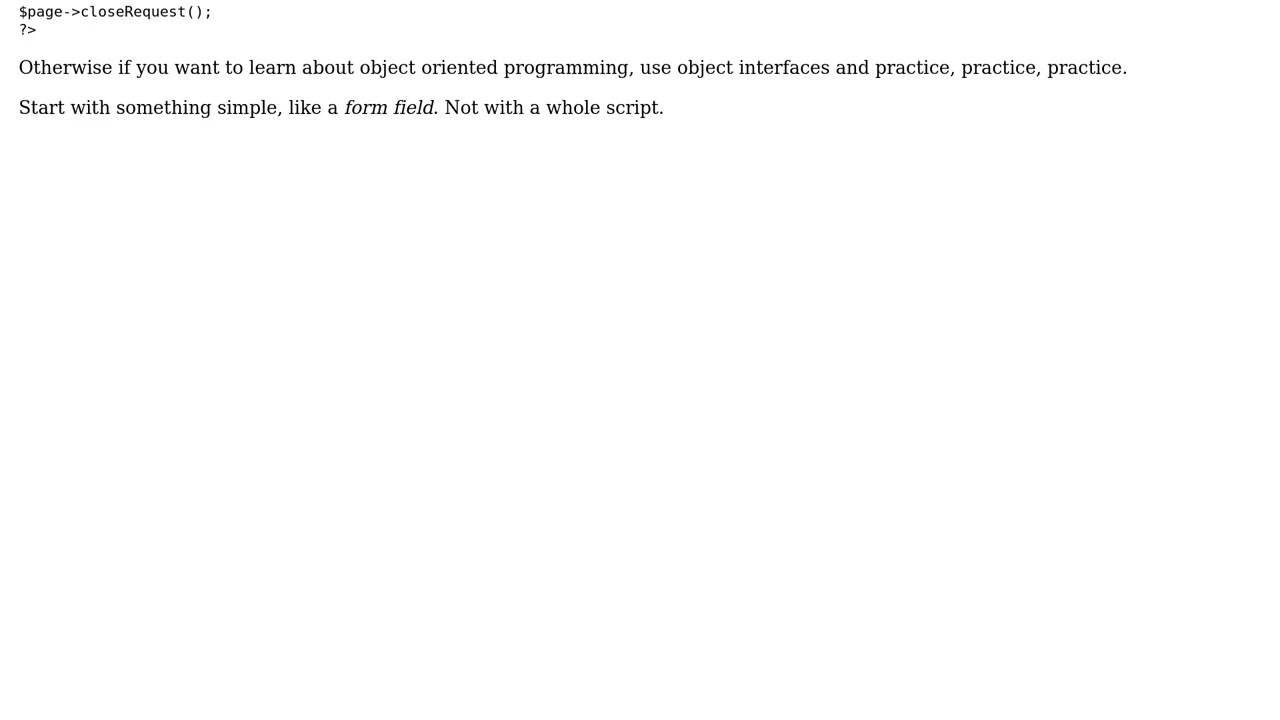 $page->closeRequest();
?>
Otherwise if you want to learn about object oriented programming, use object interfaces and practice, practice, practice.
Start with something simple, like a form field. Not with a whole script.